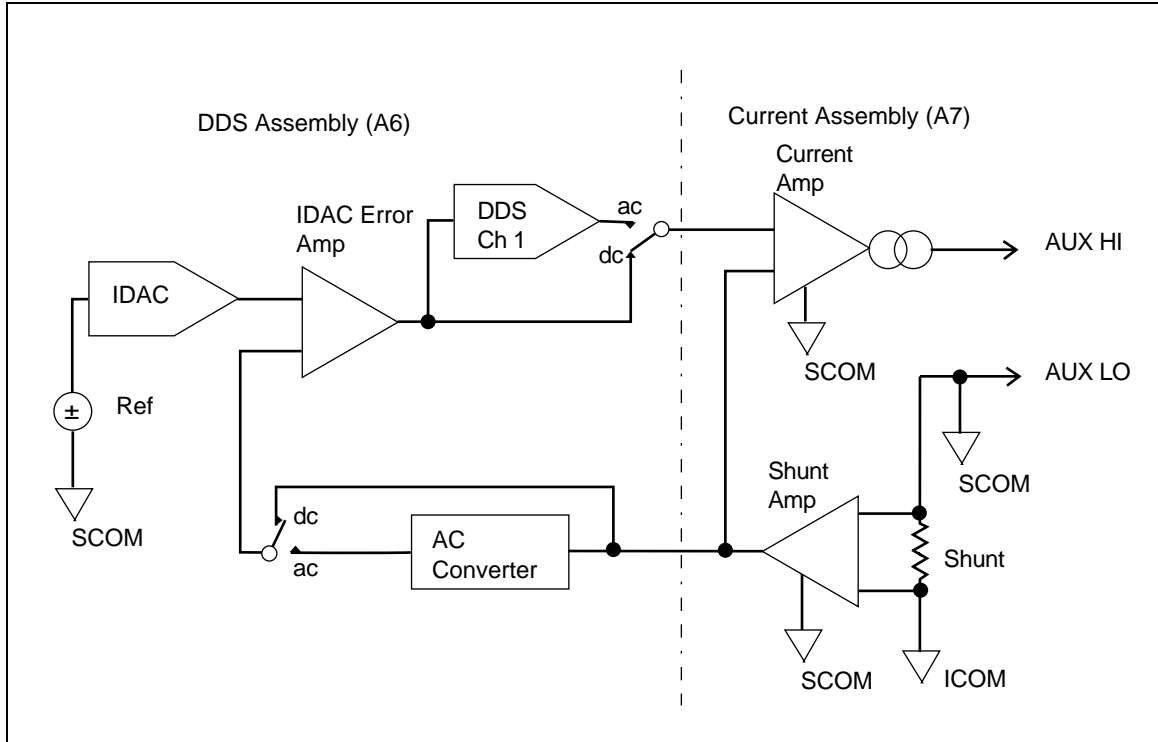 DDS Assembly (A6)
Current Assembly (A7)
Current
Amp
IDAC Error
Amp
DDS
Ch 1
ac
dc
AUX HI
IDAC
SCOM
AUX LO
±
Ref
SCOM
Shunt
Amp
SCOM
dc
ac
AC
Converter
Shunt
SCOM
ICOM